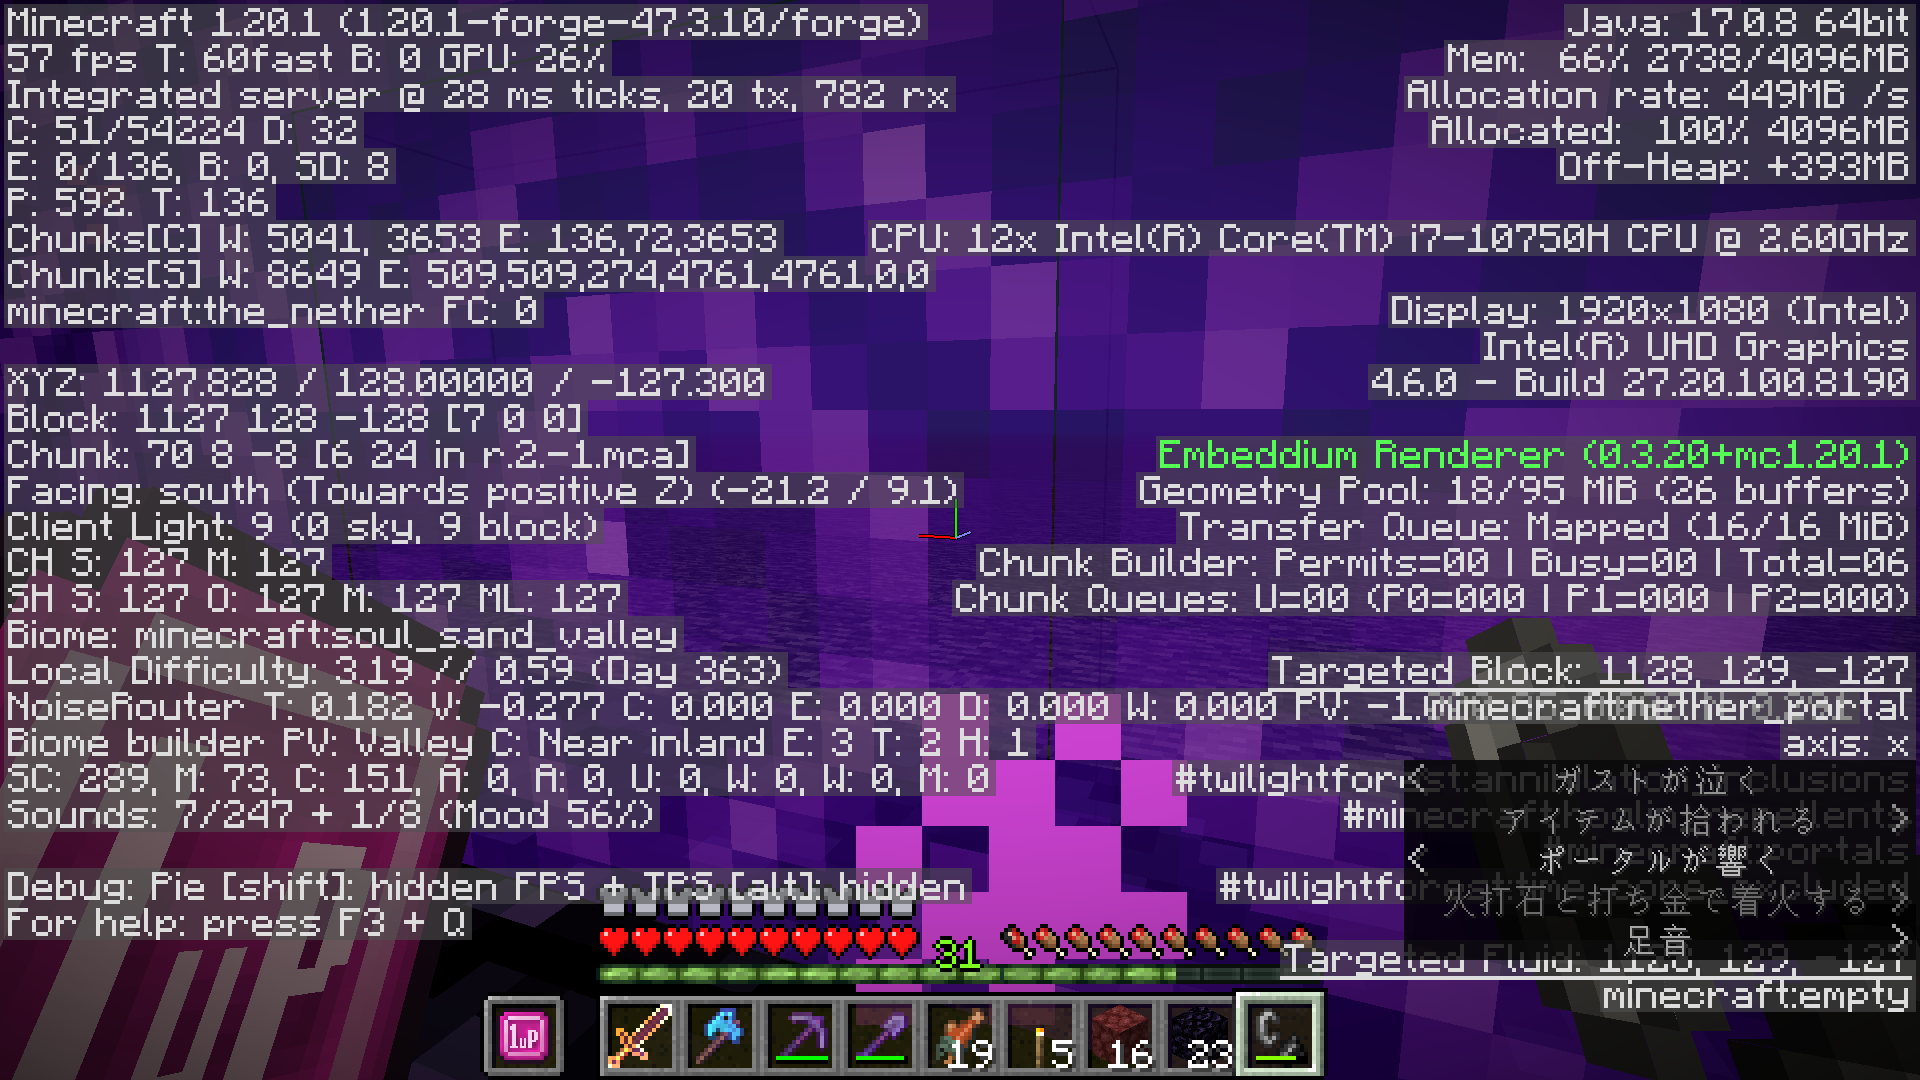 Minecraft 1.20.1 (1.20.1-forge-47.3.10/forge)
57 fps T: 60fast B: 0 GPU: 26%
Integrated server @ 28 ms ticks, 20 tx, 782 rx
C: 51/54224 D: 32
E: 0/136, B: 0, SD: 8
P: 592. T: 136
Chunks[C] W: 5041, 3653 E: 136,72,3653
Chunks[S] W: 8649 E: 509,509,274,4761,4761,0,0
minecraft:the_nether FC: 0
XYZ: 1127.828 / 128.00000 / -127.300
Block: 1127 128 -128 [7 0 0]
Chunk: 70 8 -8 [6 24 in r.2.-1.mca]
Facing: south (Towards positive Z) (-21.2 / 9.1)
Client Light: 9 (0 sky, 9 block)
CH S: 127 M: 127
SH S: 127 O: 127 M: 127 ML: 127
Biome: minecraft:soul_sand_valley
Local Difficulty: 3.19 // 0.59 (Day 363)
NoiseRouter T: 0.182 V: -0.277 C: 0.000 E: 0.000 D: 0.000 W: 0.000 PV: -1.
Biome builder PV: Valley C: Near inland E: 3 T: 2 H: 1
SC: 289, M: 73, C: 151, A: 0, A: 0, U: 0, W: 0, W: 0, M: 0
Sounds: 7/247 + 1/8 (Mood 56%)
Debug: Pie [shift]: hidden FPS + TPS [alt]: hidden
For help: press F3 + Q
Java: 17.0.8 64bit
Mem: 66% 2738/4096MB
Allocation rate: 449MB /s
Allocated: 100% 4096MB
Off-Heap: +393MB
CPU: 12x Intel(R) Core(TM) i7-10750H CPU @ 2.60GHz
Display: 1920x1080 (Intel)
Intel(R) UHD Graphics
4.6.0 - Build 27.20.100.8190
Embeddium Renderer (0.3.20+mc1.20.1)
Geometry Pool: 18/95 MiB (26 buffers)
Transfer Queue: Mapped (16/16 MiB)
Chunk Builder: Permits=00 | Busy=00 | Total=06
Chunk Queues: U=00 (P0=000 | P1=000 | P2=000)
Targeted Block: 1128, 129, -127
minecraft:nether_portal
axis: x
Targeted Fluid: 1128, 129, -127
minecraft:empty
< ガストが泣く
アイテムが拾われる >
< ポータルが響く
火打石と打ち金で着火する >
足音 >
31
1uP
19
5
16
23